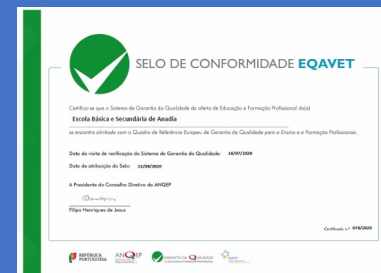 SELO DE CONFORMIDADE EQAVET
Certifica-se que o Sistema de Garantia da Qualidade da oferta de Educação e Formação Profissional do(a)
Escola Básica e Secundária de Anadia
se encontra alinhado com o Quadro de Referência Europeu de Garantia da Qualidade para o Ensino e a Formação Profissionais.
Data da visita de verificação do Sistema de Garantia da Qualidade: 16/07/2020
Data de atribuição do Selo: 11/08/2020
A Presidente do Conselho Diretivo da ANQEP
Filipa Henriques de Jesus
Certificado n.º 078/2020
REPÚBLICA PORTUGUESA
ANQEP
GARANTIA DA QUALIDADE